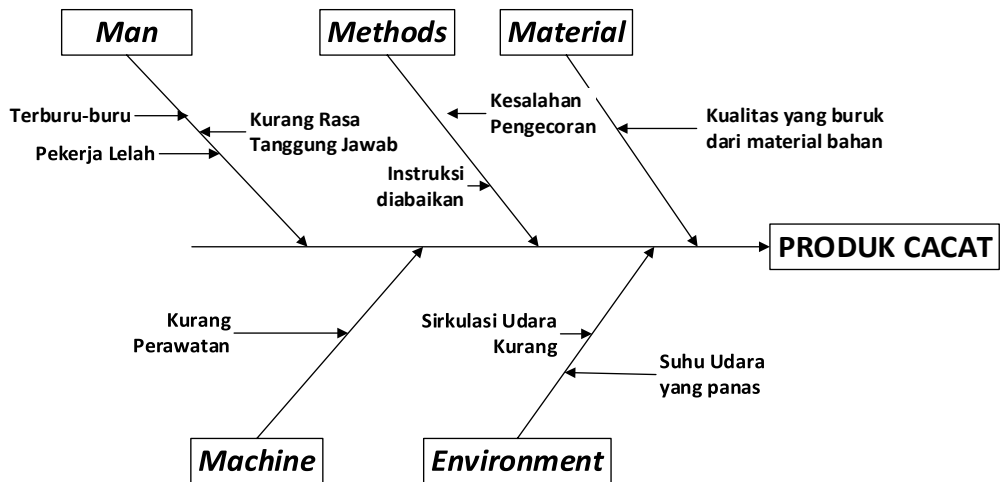 Man
Methods
Material
Terburu-buru
Kurang Rasa
Tanggung Jawab
Pekerja Lelah
Kesalahan
Pengecoran
Instruksi
diabaikan
Kualitas yang buruk
dari material bahan
PRODUK CACAT
Kurang
Perawatan
Sirkulasi Udara
Kurang
Suhu Udara
yang panas
Machine
Environment